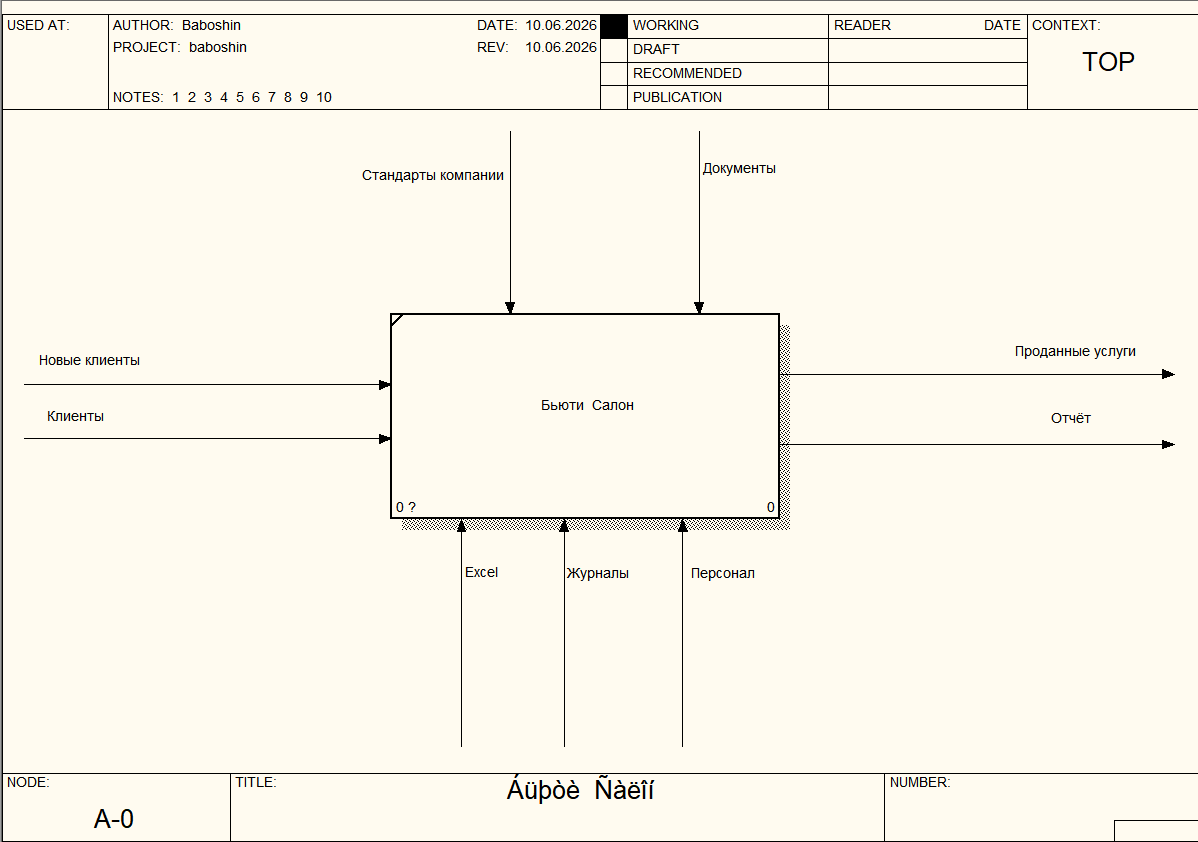 USED AT:
AUTHOR: Baboshin
DATE: 10.06.2026
PROJECT: baboshin
REV: 10.06.2026
NOTES: 1 2 3 4 5 6 7 8 9 10
WORKING
DRAFT
RECOMMENDED
PUBLICATION
READER DATE
CONTEXT:
TOP
Стандарты компании
Документы
Новые клиенты
Клиенты
Бьюти Салон
0 ?
0
Проданные услуги
Отчёт
Excel
Журналы
Персонал
NODE:
A-0
TITLE:
Áüþòè Ñàëîí
NUMBER: